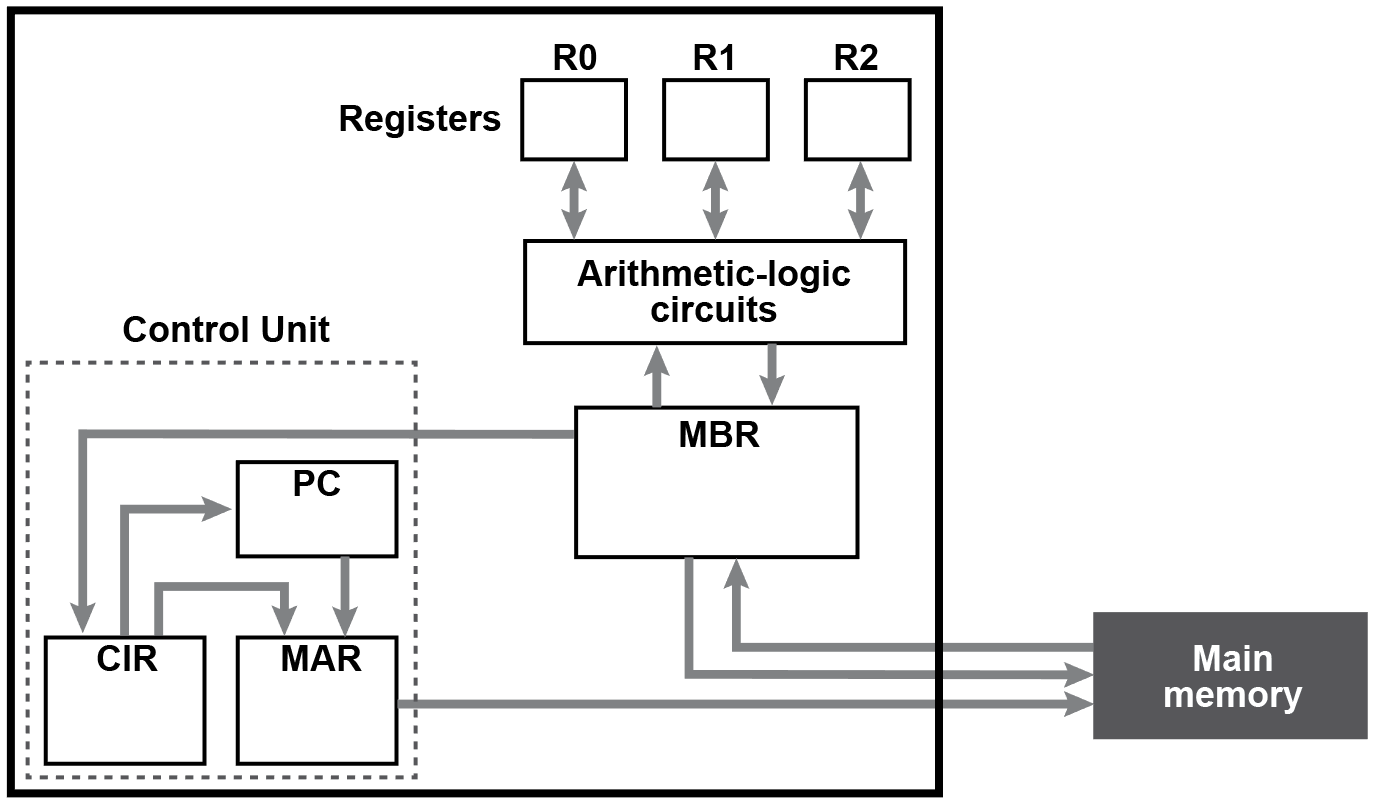 R0 R1 R2
Registers
Arithmetic-logic
circuits
Control Unit
MBR
PC
CIR MAR
Main
memory